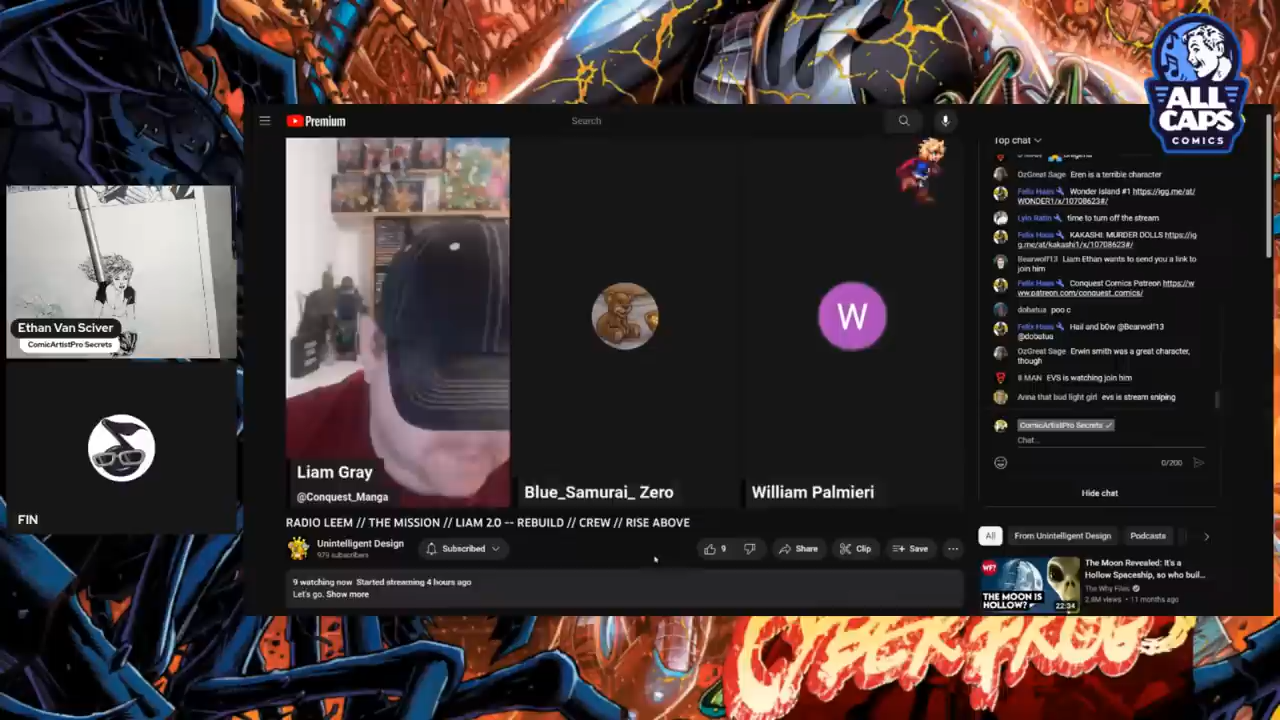 ALL
CAPS
COMICS
Premium
Search
Top chat
OzGreat Sage Eren is a terrible character
Felix Haas Wonder Island #1 https://igg.me/at/
WONDER1/x/10708623#/
Lyin Ratin time to turn off the stream
Felix Haas KAKASHI: MURDER DOLLS https://ig
g.me/at/kakashi1/x/10708623#/
Bearwolf13 Liam Ethan wants to send you a link to
join him
Felix Haas Conquest Comics Patreon https://w
ww.patreon.com/conquest_comics/
dobatua poo c
Felix Haas Hail and b0w @Bearwolf13
@dobatua
OzGreat Sage Erwin smith was a great character,
though
II MAN EVS is watching join him
Anna that bud light girl evs is stream sniping
ComicArtistPro Secrets
Chat...
0/200
Hide chat
Ethan Van Sciver
ComicArtistPro Secrets
FIN
W
Liam Gray
@Conquest_Manga
Blue_Samurai_ Zero
William Palmieri
RADIO LEEM // THE MISSION // LIAM 2.0 -- REBUILD // CREW // RISE ABOVE
Unintelligent Design
979 subscribers
Subscribed
9
Share
Clip
Save
9 watching now Started streaming 4 hours ago
Let's go. Show more
All
From Unintelligent Design
Podcasts
WF?
THE MOON IS
HOLLOW?
22:34
The Moon Revealed: It's a
Hollow Spaceship, so who buil...
The Why Files
2.8M views • 11 months ago
CYBERFROG